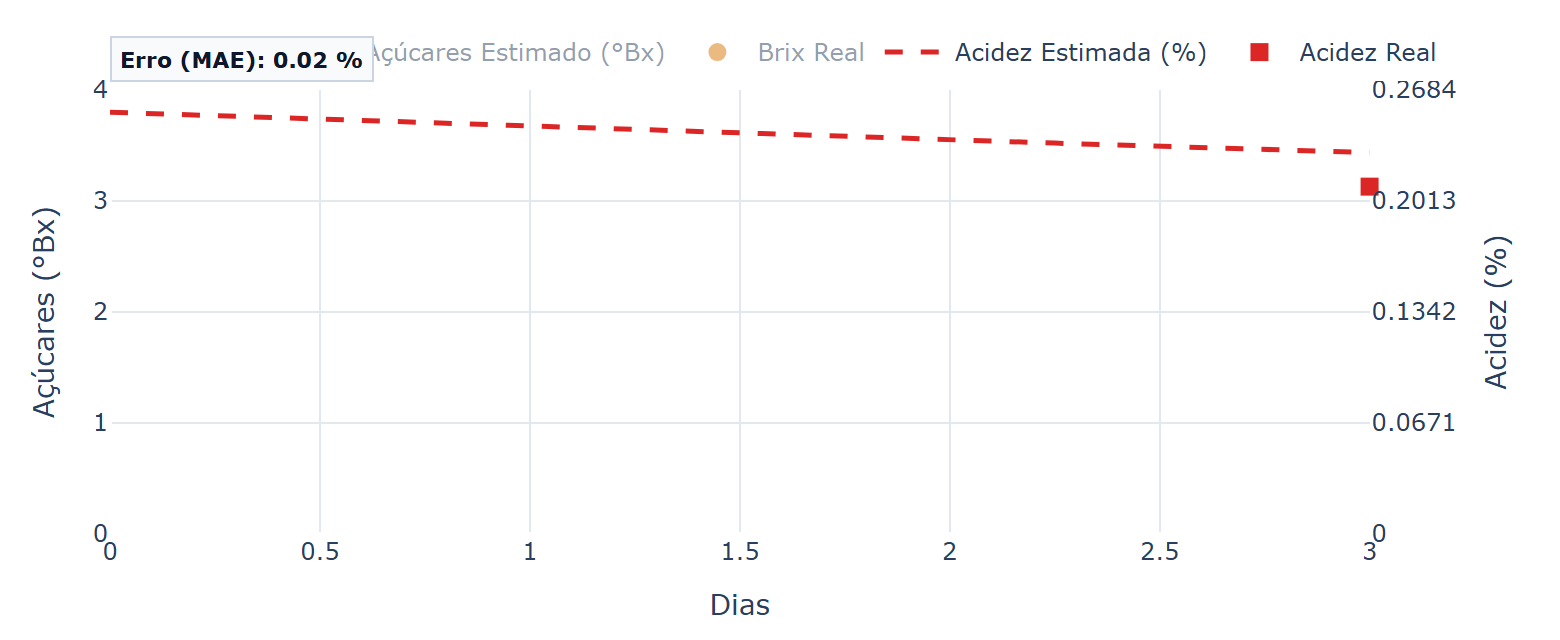 Erro (MAE): 0.02 %
Açúcares Estimado (°Bx)
Brix Real
Acidez Estimada (%)
Acidez Real
4
3
2
1
0
Açúcares (°Bx)
0.2684
0.2013
0.1342
0.0671
0
Acidez (%)
0
0.5
1
1.5
2
2.5
3
Dias